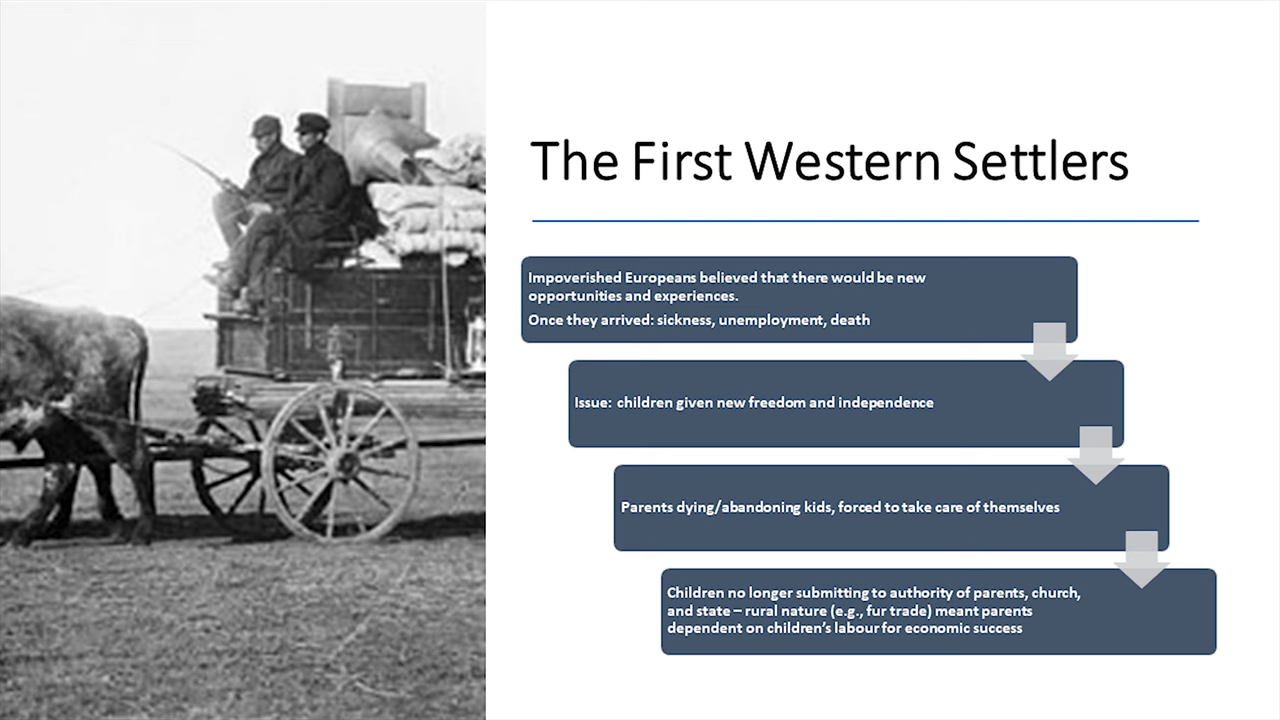 The First Western Settlers
Impoverished Europeans believed that there would be new
opportunities and experiences.
Once they arrived: sickness, unemployment, death
Issue: children given new freedom and independence
Parents dying/abandoning kids, forced to take care of themselves
Children no longer submitting to authority of parents, church,
and state – rural nature (e.g., fur trade) meant parents
dependent on children's labour for economic success